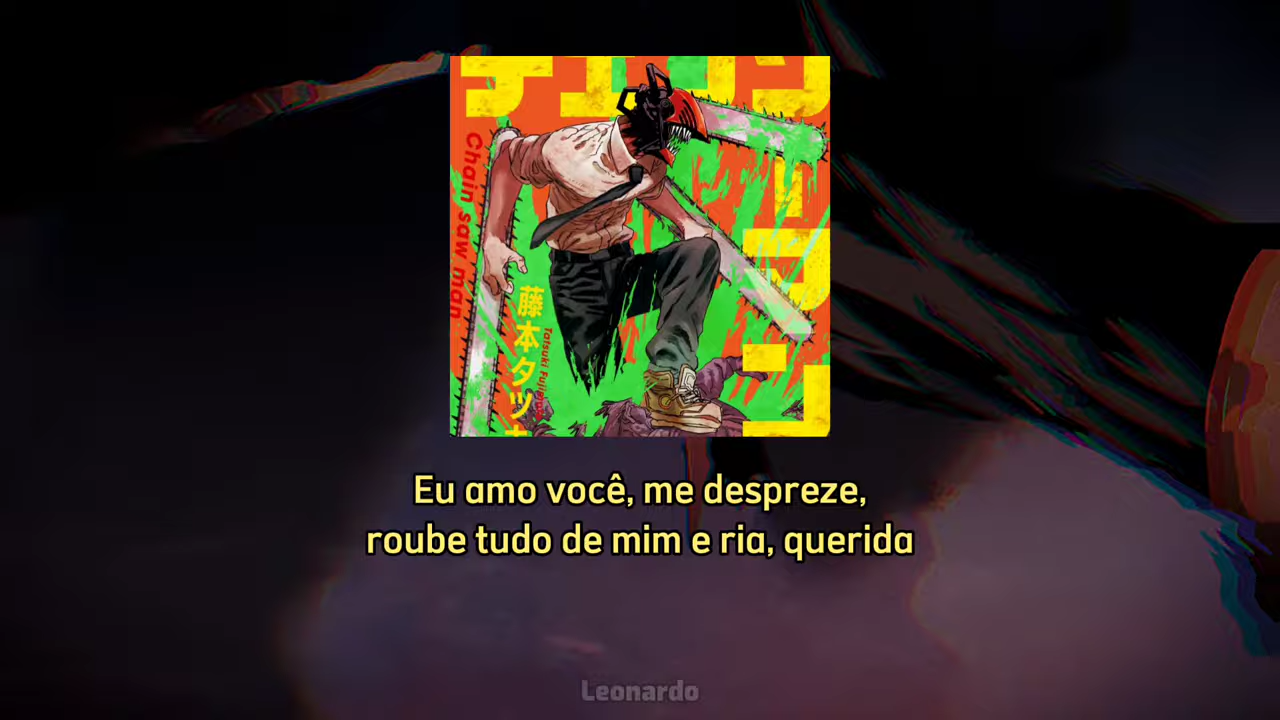 Chain saw man
藤本タツ
Tatsuki
Eu amo você, me despreze,
roube tudo de mim e ria, querida
Leonardo